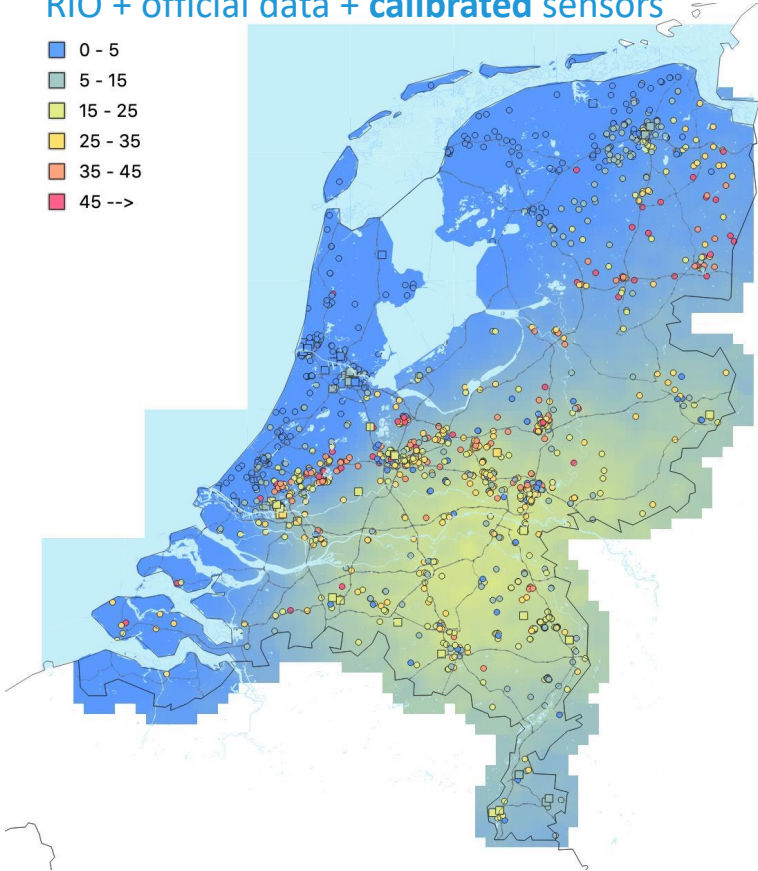 RIO + official data + calibrated sensors
0 - 5
5 - 15
15 - 25
25 - 35
35 - 45
45 -->